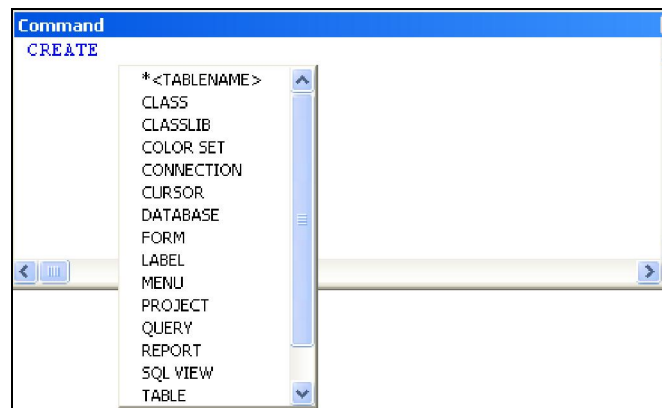 Command
CREATE
*<TABLENAME>
CLASS
CLASSLIB
COLOR SET
CONNECTION
CURSOR
DATABASE
FORM
LABEL
MENU
PROJECT
QUERY
REPORT
SQL VIEW
TABLE